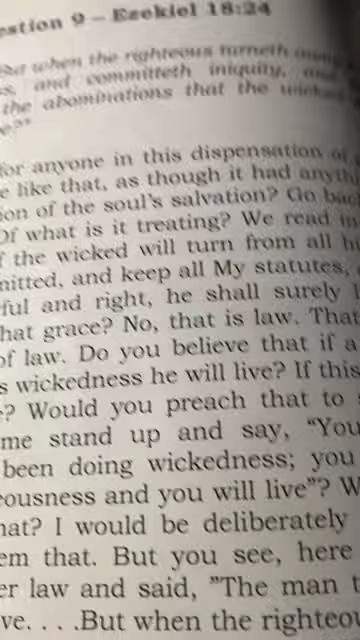 estion 9 – Ezekiel 18:24
But when the righteous turneth
s, and committeth iniquity,
the abominations that the wicked
e?"
for anyone in this dispensation of
e like that, as though it had anythi
ion of the soul's salvation? Go bac
Of what is it treating? We read in
f the wicked will turn from all h
mitted, and keep all My statutes,
ful and right, he shall surely l
hat grace? No, that is law. That
of law. Do you believe that if a
s wickedness he will live? If this
e? Would you preach that to
me stand up and say, "You
been doing wickedness; you
eousness and you will live"? W
hat? I would be deliberately
em that. But you see, here
er law and said, "The man t
ve. . . .But when the righteou